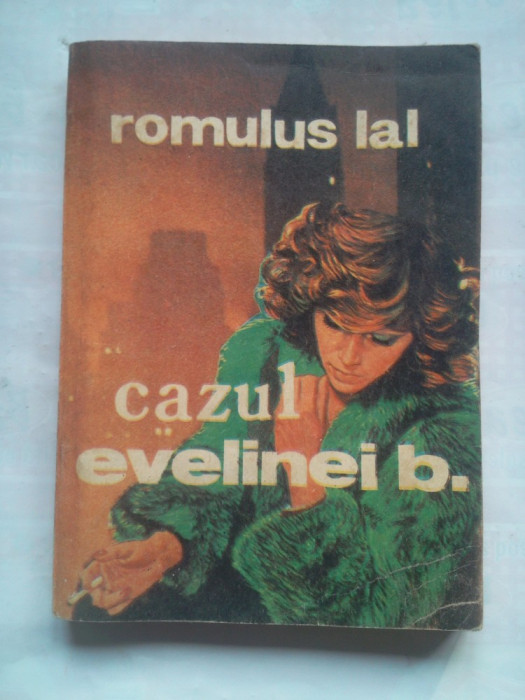 romulus lal
cazul
evelinei b.